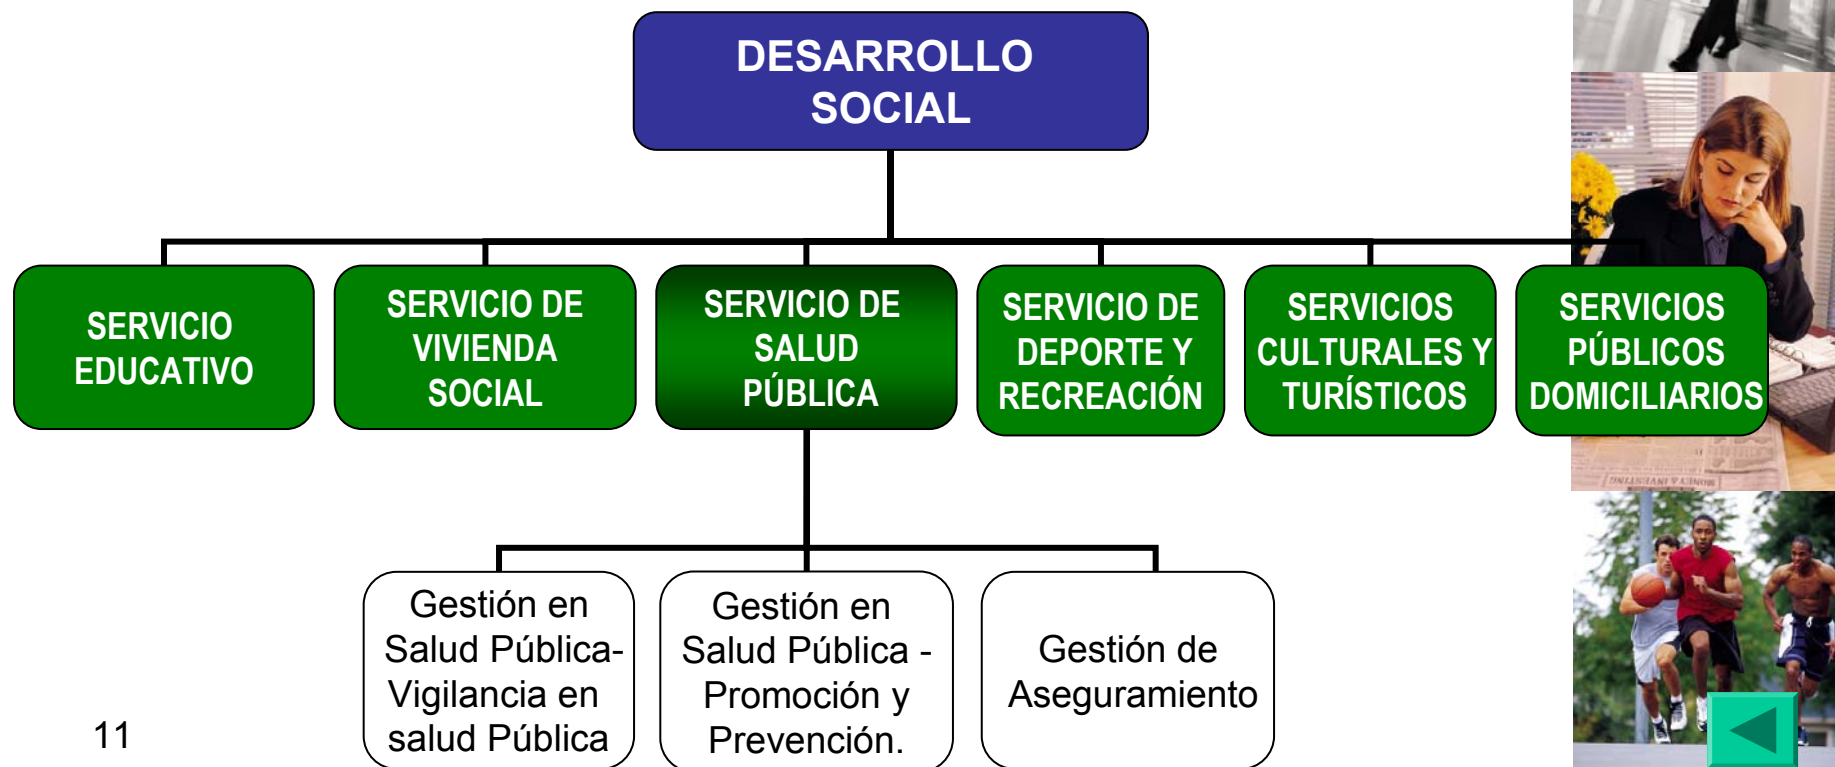 DESARROLLO
SOCIAL
SERVICIO
EDUCATIVO
SERVICIO DE
VIVIENDA
SOCIAL
SERVICIO DE
SALUD
PÚBLICA
SERVICIO DE
DEPORTE Y
RECREACIÓN
SERVICIOS
CULTURALES Y
TURÍSTICOS
SERVICIOS
PÚBLICOS
DOMICILIARIOS
MONEY & INVESTING
Gestión en
Salud Pública-
Vigilancia en
salud Pública
Gestión en
Salud Pública -
Promoción y
Prevención.
Gestión de
Aseguramiento
11